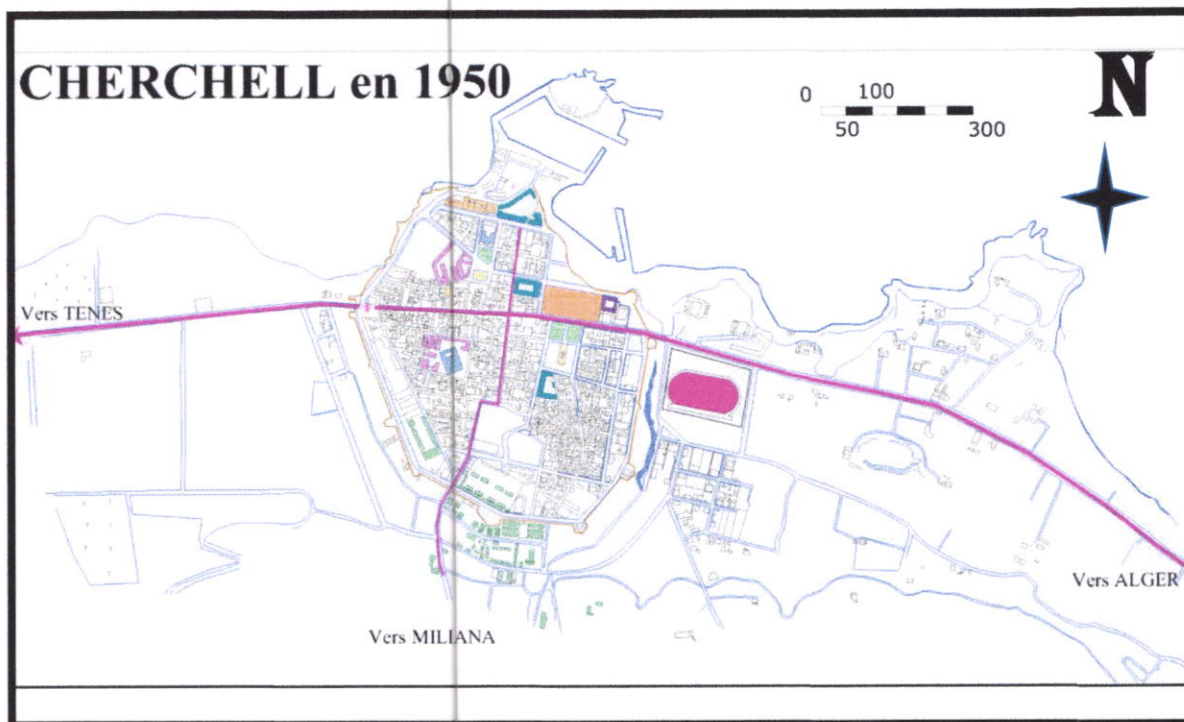 CHERCHELL en 1950
N
0 100
50 300
Vers TENES
Vers ALGER
Vers MILIANA